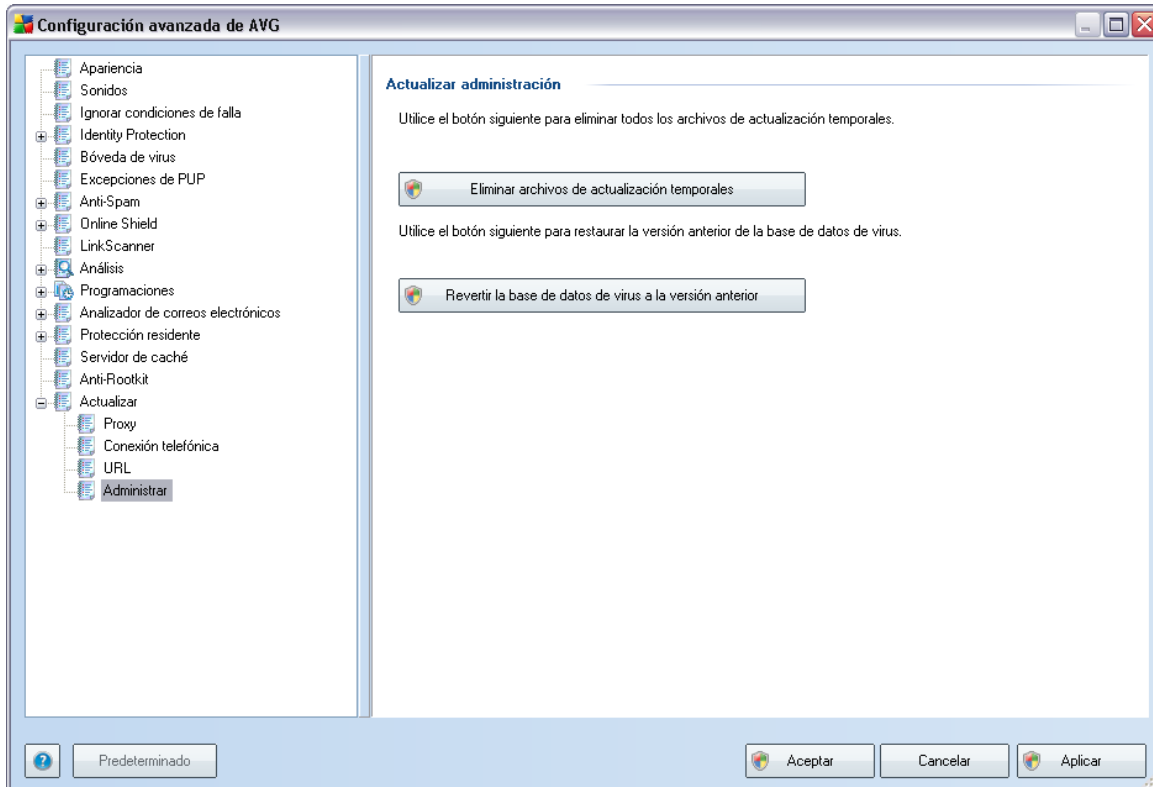 Configuración avanzada de AVG
Apariencia
Sonidos
Ignorar condiciones de falla
Identity Protection
Bóveda de virus
Excepciones de PUP
Anti-Spam
Online Shield
LinkScanner
Análisis
Programaciones
Analizador de correos electrónicos
Protección residente
Servidor de caché
Anti-Rootkit
Actualizar
Proxy
Conexión telefónica
URL
Administrar
Actualizar administración
Utilice el botón siguiente para eliminar todos los archivos de actualización temporales.
Eliminar archivos de actualización temporales
Utilice el botón siguiente para restaurar la versión anterior de la base de datos de virus.
Revertir la base de datos de virus a la versión anterior
Predeterminado
Aceptar
Cancelar
Aplicar